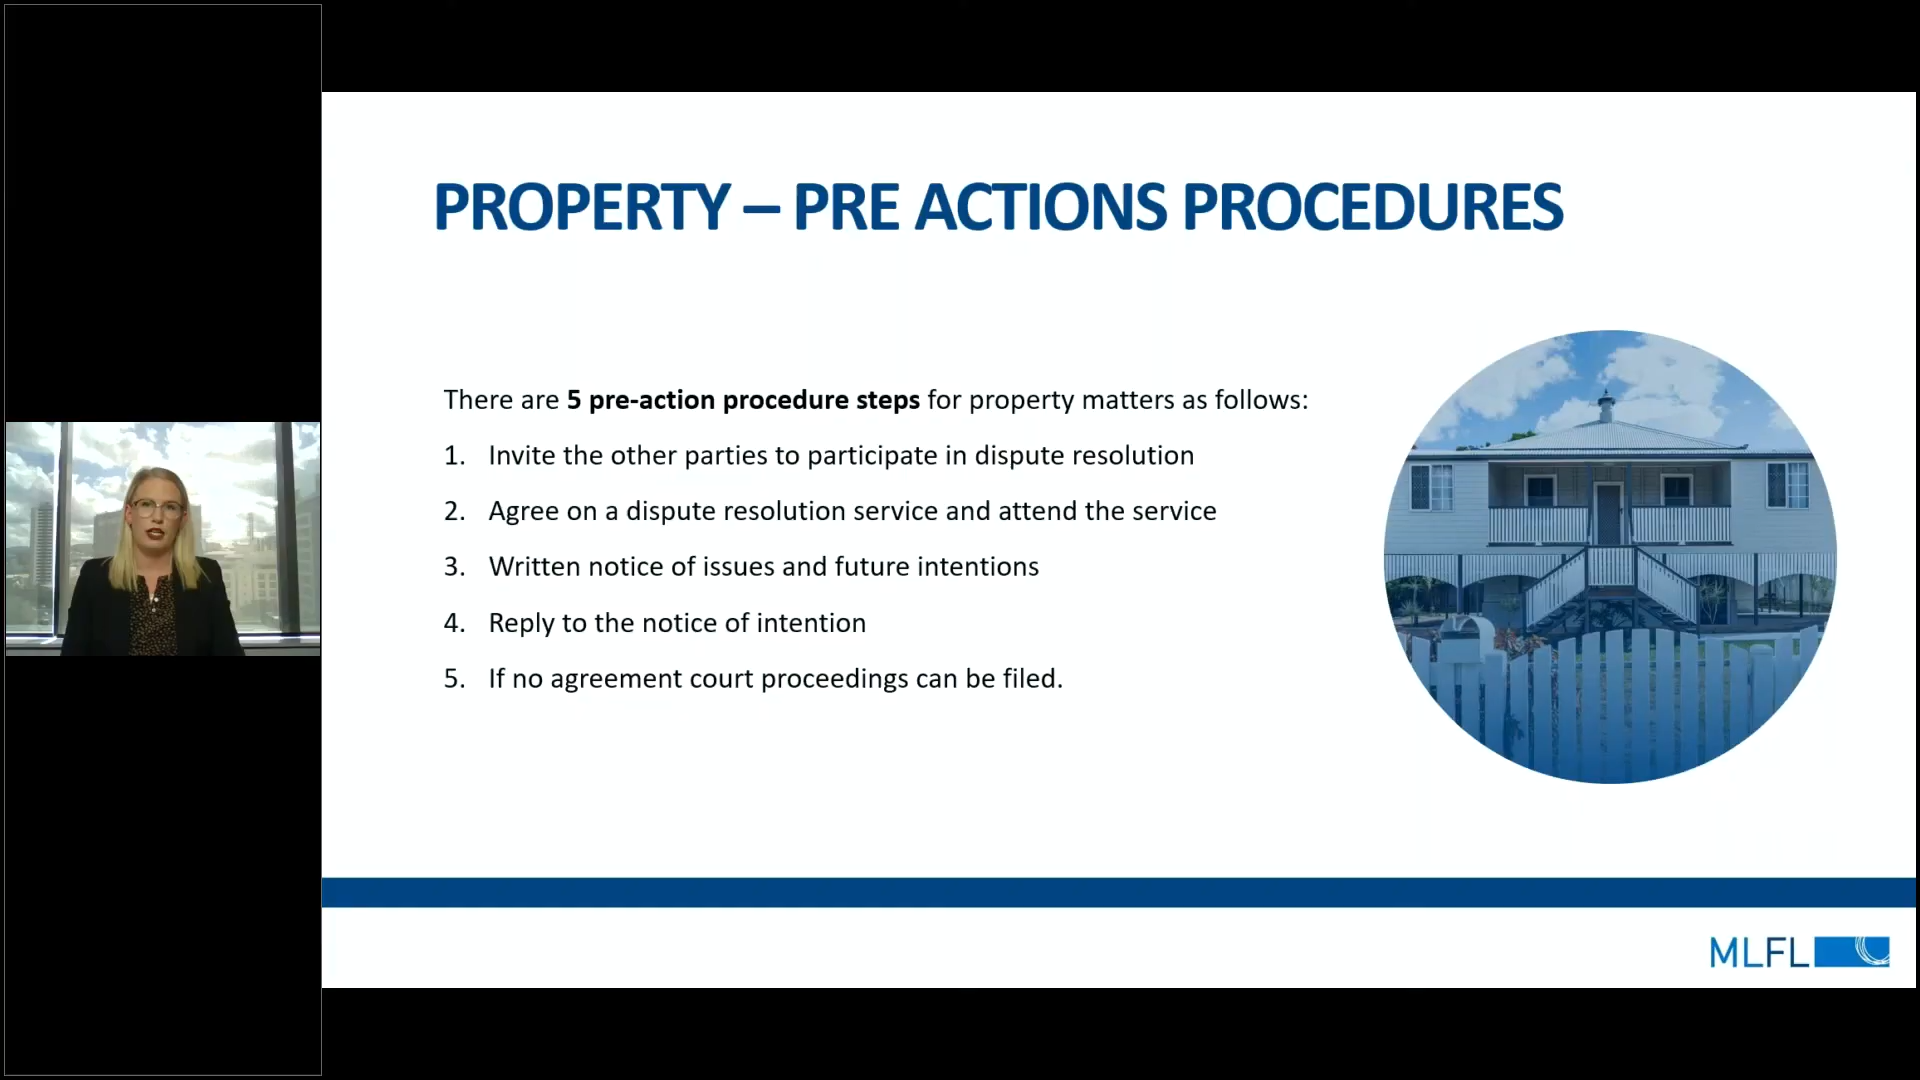 PROPERTY – PRE ACTIONS PROCEDURES
There are 5 pre-action procedure steps for property matters as follows:
1. Invite the other parties to participate in dispute resolution
2. Agree on a dispute resolution service and attend the service
3. Written notice of issues and future intentions
4. Reply to the notice of intention
5. If no agreement court proceedings can be filed.
MLFL